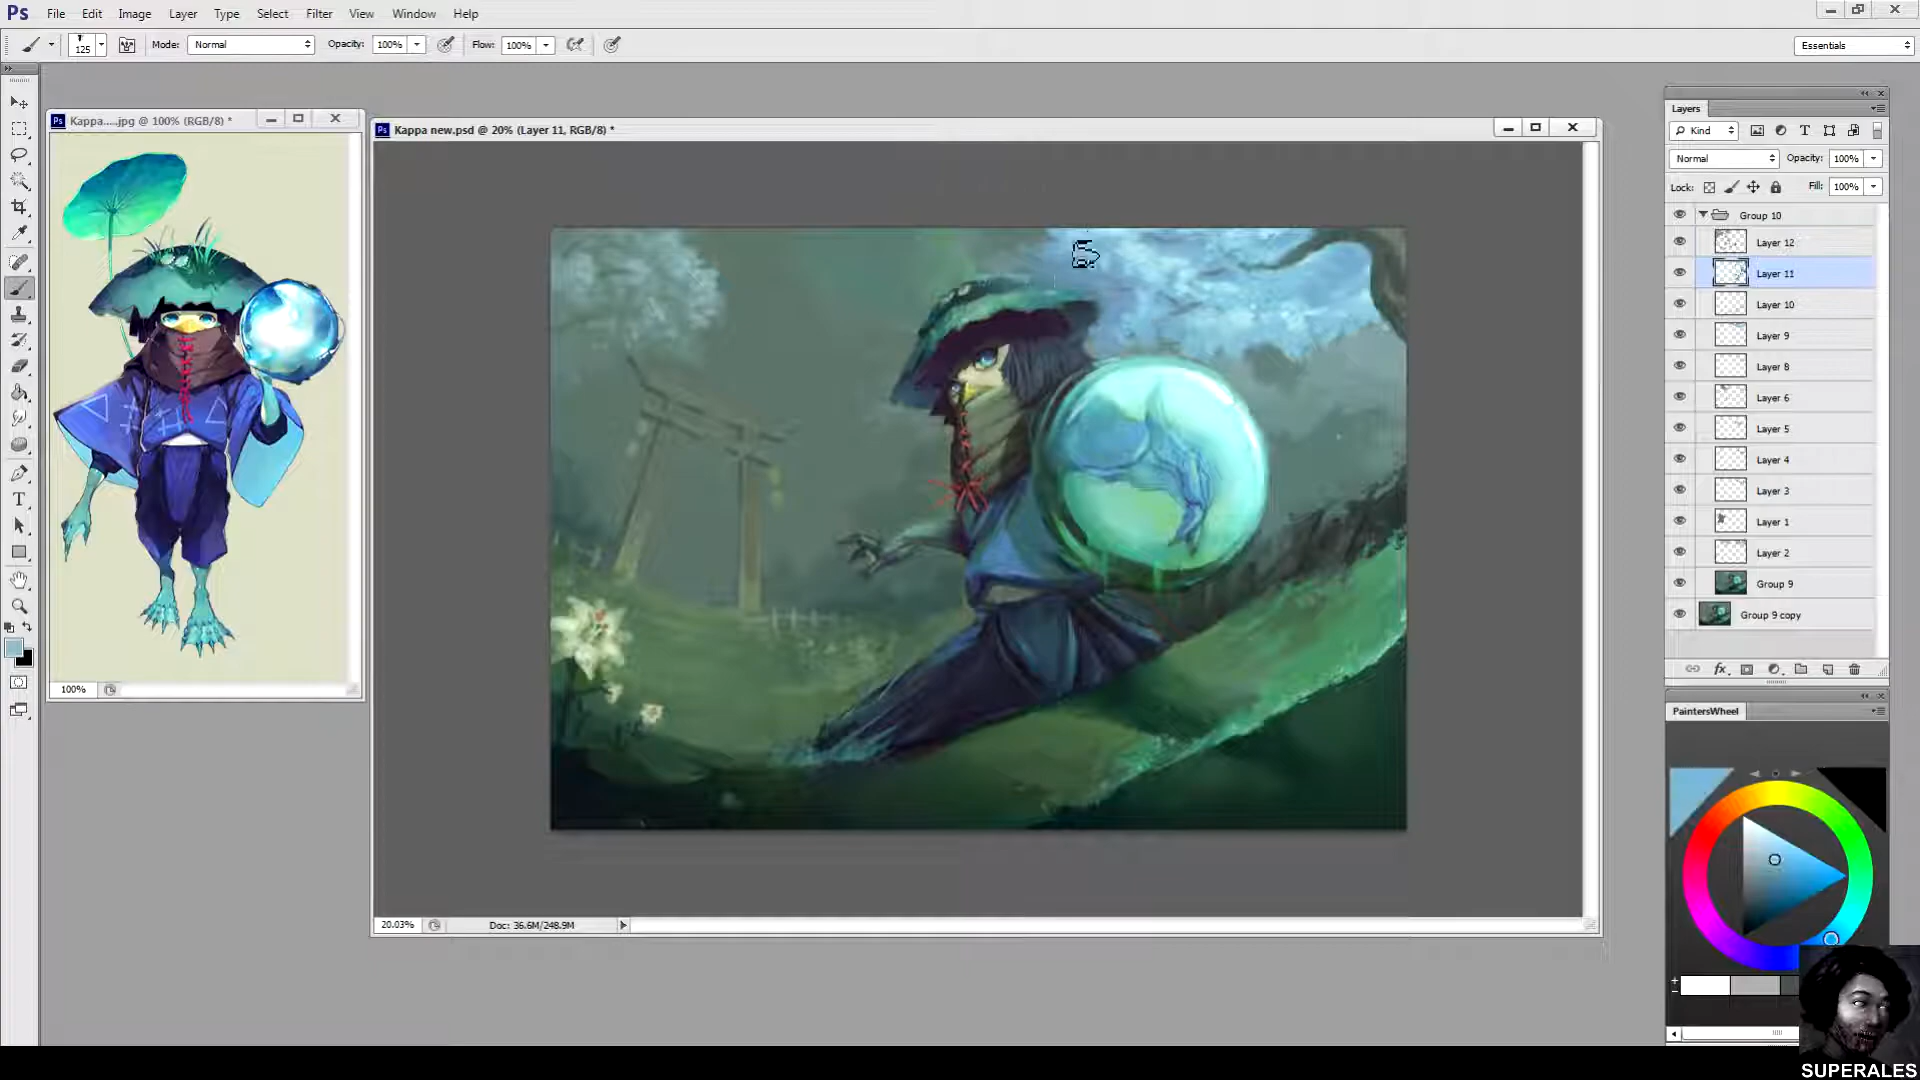 Ps File Edit Image Layer Type Select Filter View Window Help
125 Mode: Normal Opacity: 100% Flow: 100% Essentials
Ps Kappa....jpg @ 100% (RGB/8) *
100%
Ps Kappa new.psd @ 20% (Layer 11, RGB/8) *
20.03% Doc: 36.6M/248.9M
Layers
Kind
Normal Opacity: 100%
Lock: Fill: 100%
Group 10
Layer 12
Layer 11
Layer 10
Layer 9
Layer 8
Layer 6
Layer 5
Layer 4
Layer 3
Layer 1
Layer 2
Group 9
Group 9 copy
fx
PaintersWheel
SUPERALES